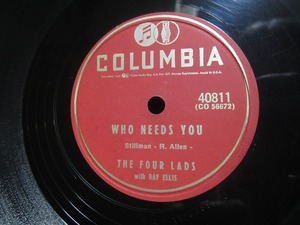 COLUMBIA
40811
(CO 56672)
WHO NEEDS YOU
Stillman - R. Allen -
THE FOUR LADS
with RAY ELLIS